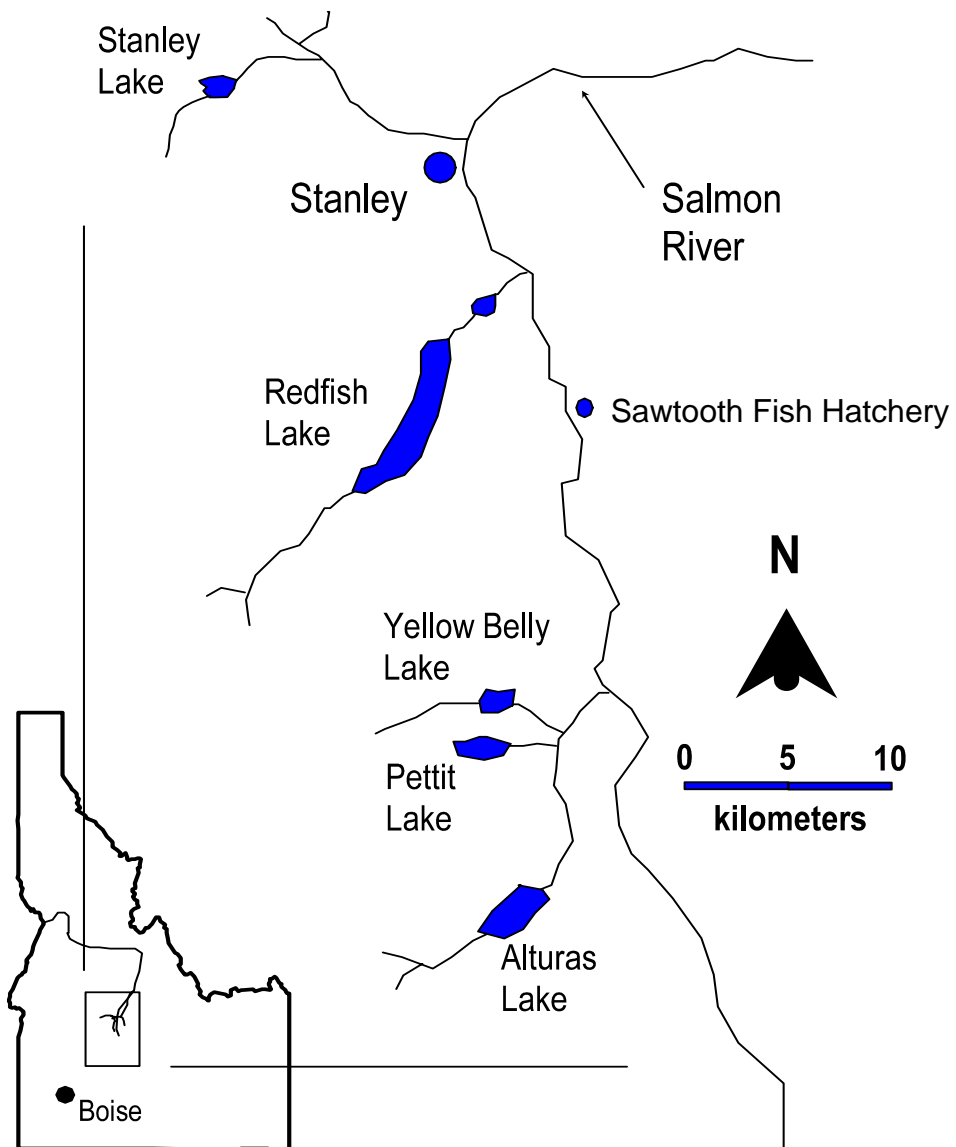 Stanley
Lake
Stanley
Salmon
River
Redfish
Lake
Sawtooth Fish Hatchery
N
Yellow Belly
Lake
0 5 10
kilometers
Pettit
Lake
Alturas
Lake
Boise